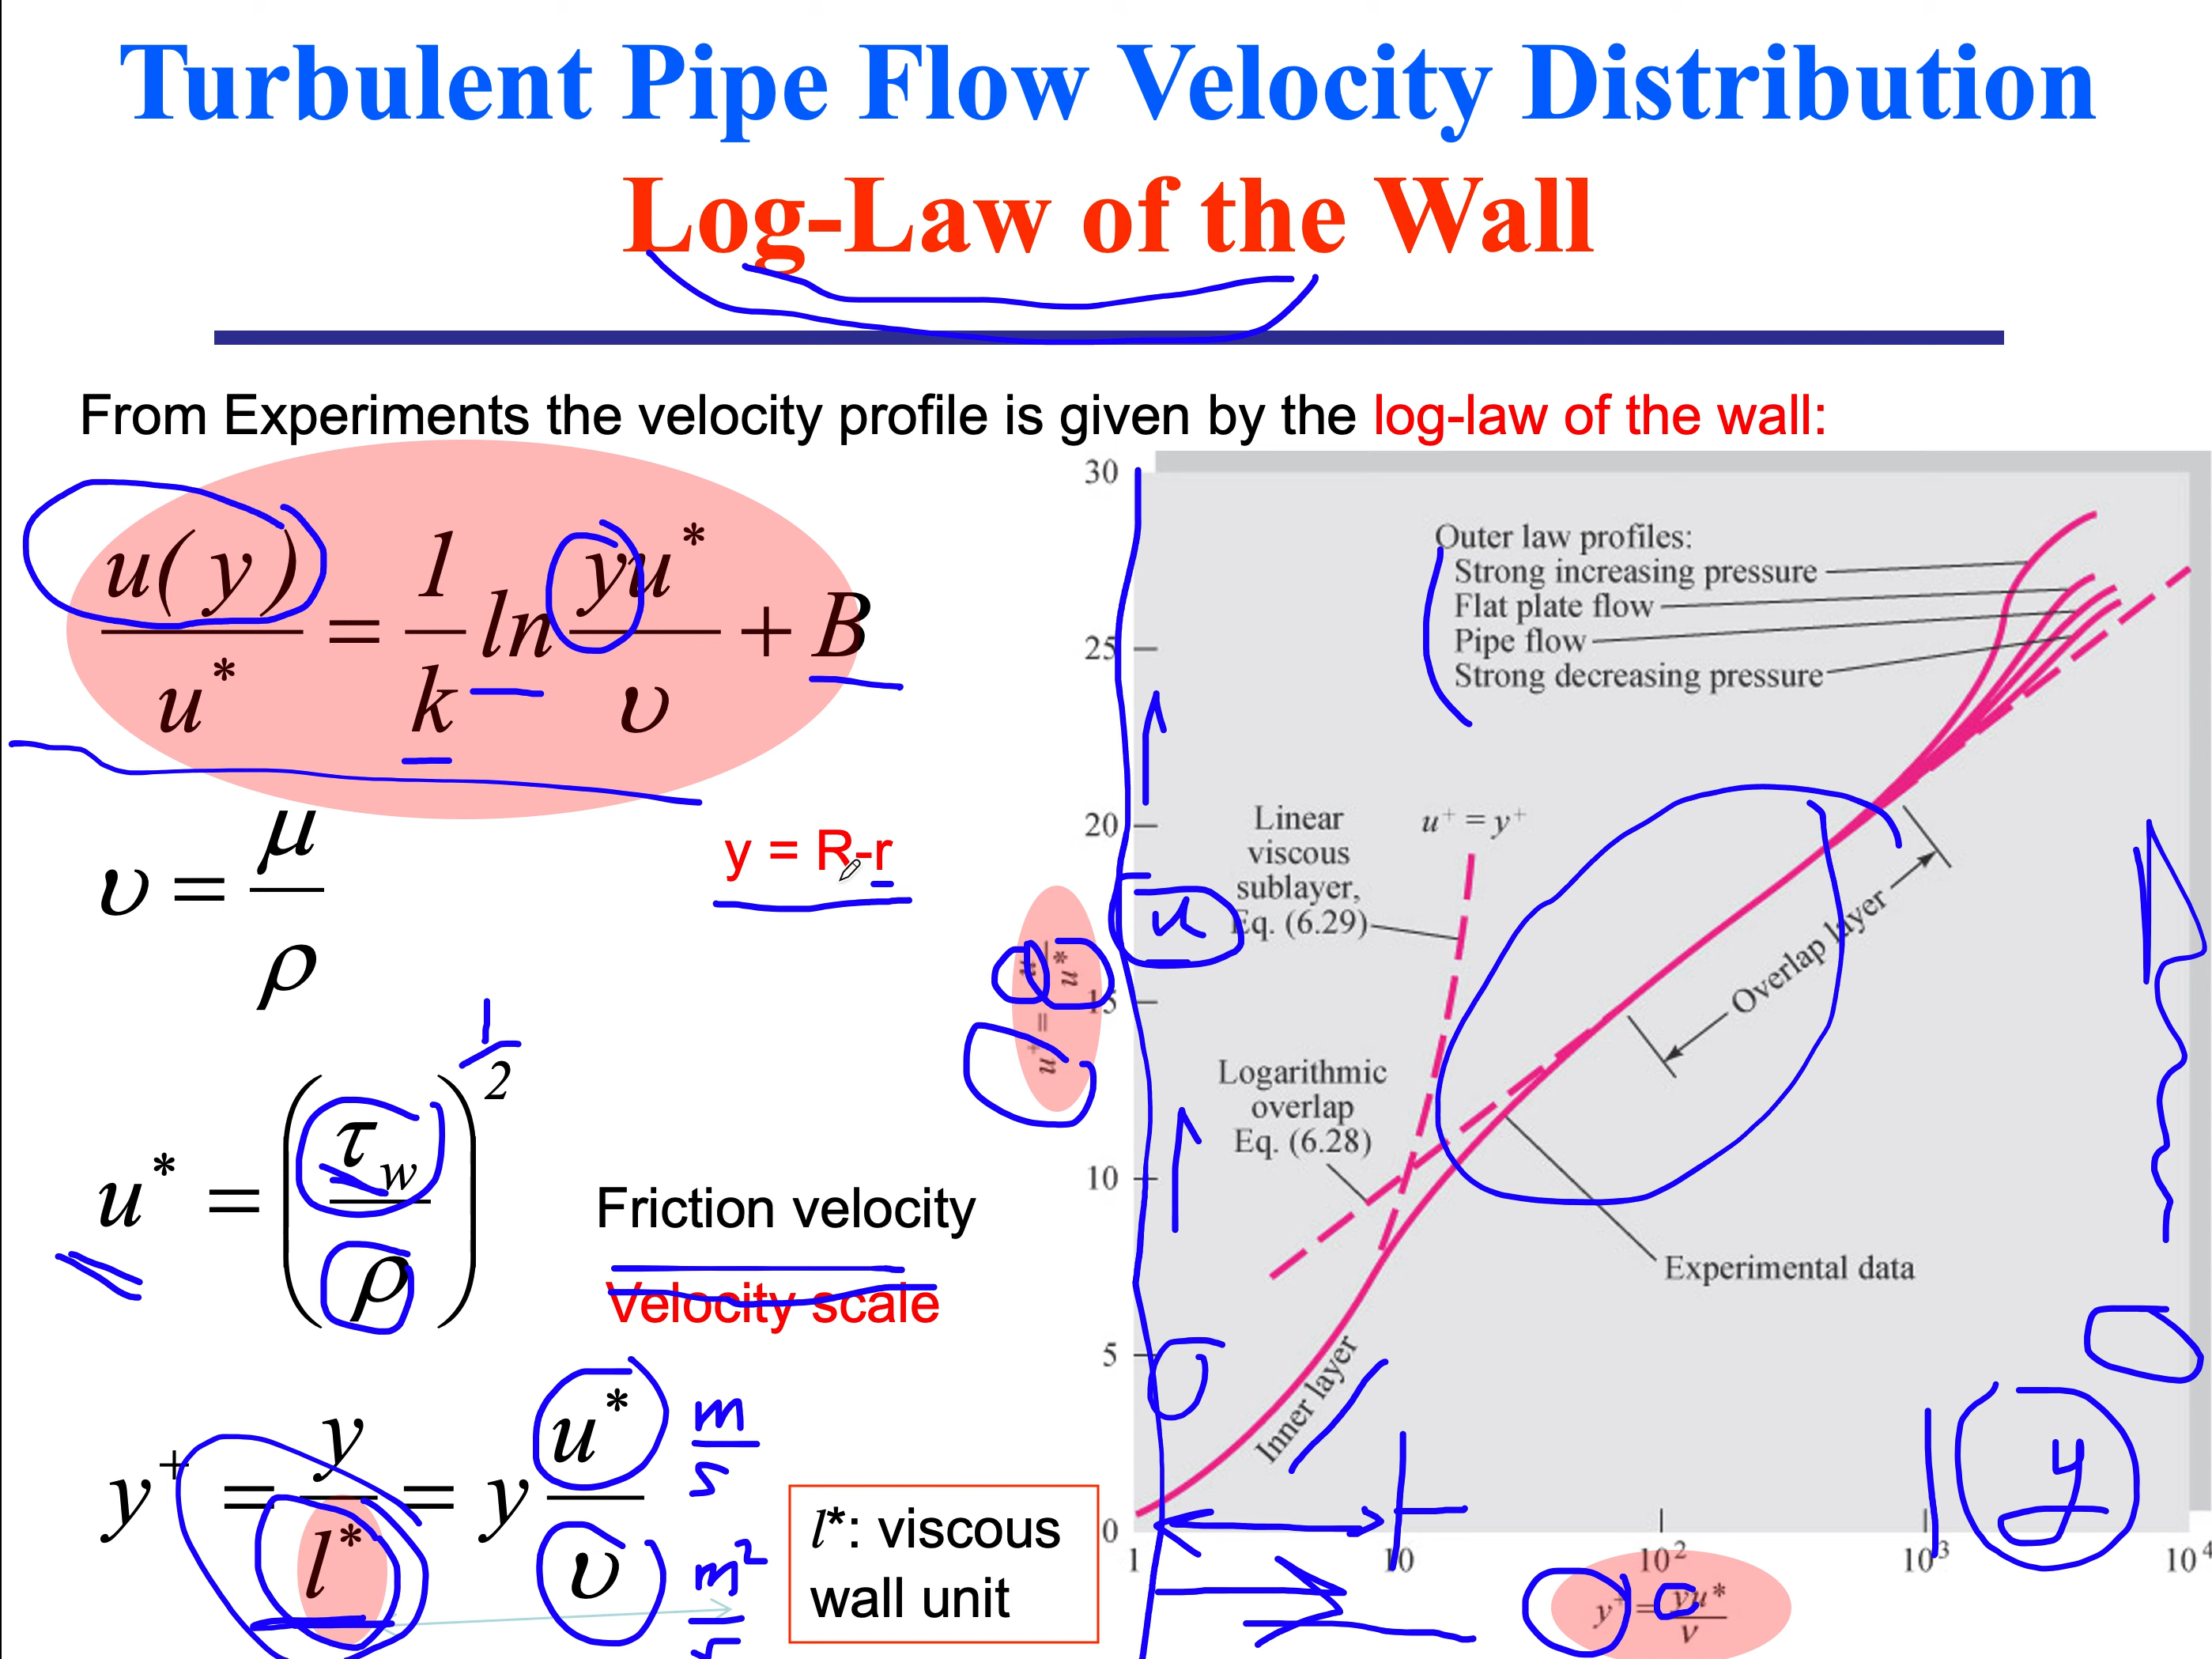 Turbulent Pipe Flow Velocity Distribution
Log-Law of the Wall
From Experiments the velocity profile is given by the log-law of the wall:
u(y)/u* = 1/k ln yu*/υ + B
υ = μ/ρ
y = R-r
u* = (τw/ρ)^1/2
1/2
Friction velocity
Velocity scale
y+ = y/l* = y u*/υ
m/s
m²/s
l*: viscous
wall unit
30
25
20
15
10
5
0
u+ = u/u*
u
Outer law profiles:
Strong increasing pressure
Flat plate flow
Pipe flow
Strong decreasing pressure
Linear
viscous
sublayer,
Eq. (6.29)
u+ = y+
Overlap layer
Logarithmic
overlap
Eq. (6.28)
Experimental data
Inner layer
y
1
10
10²
10³
10⁴
y+ = yu*/ν